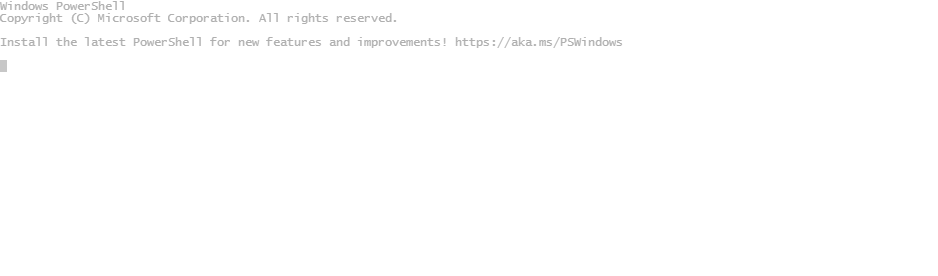 Windows PowerShell
Copyright (C) Microsoft Corporation. All rights reserved.
Install the latest PowerShell for new features and improvements! https://aka.ms/PSWindows